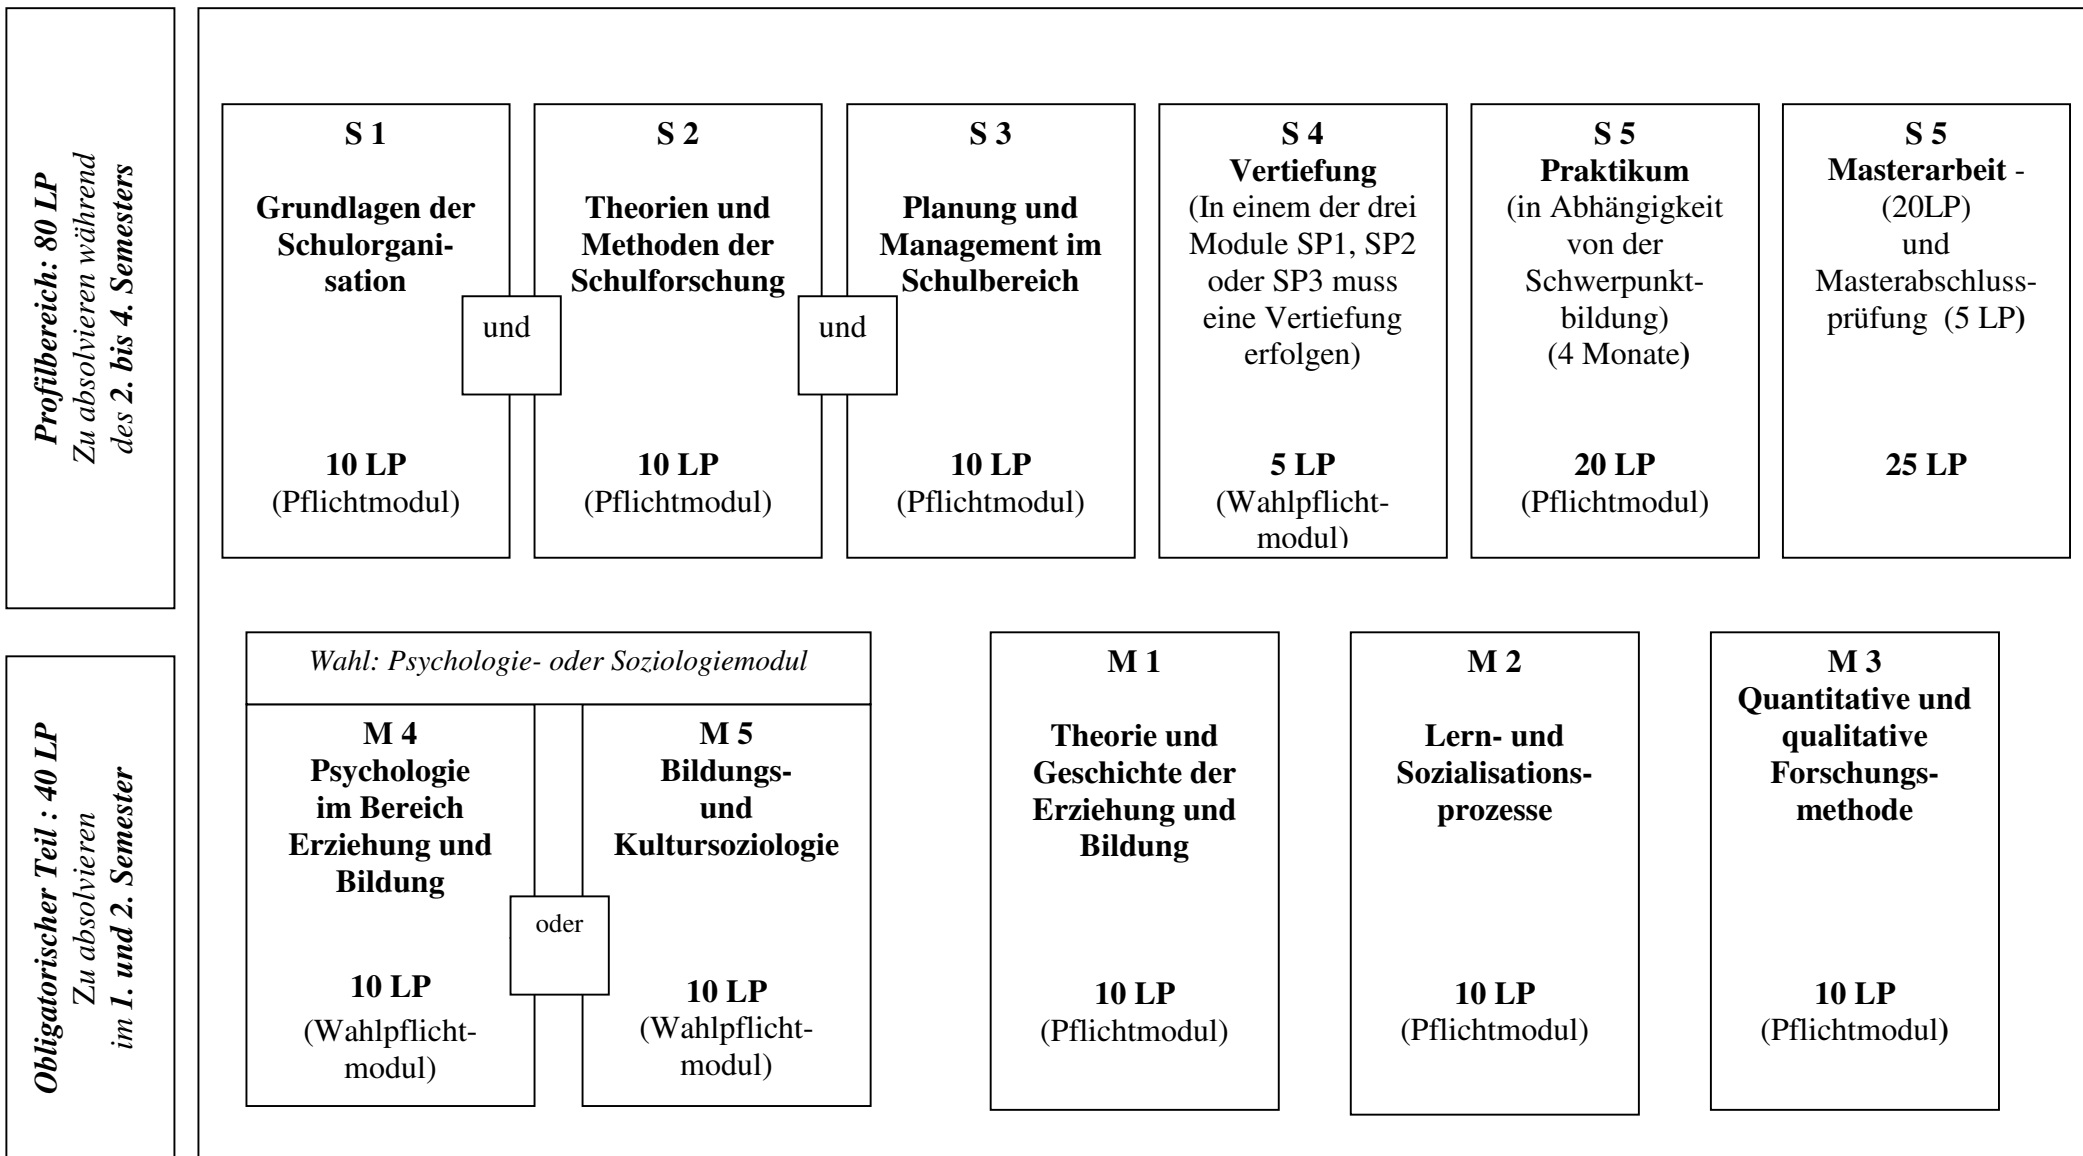 Profilbereich: 80 LP
Zu absolvieren während
des 2. bis 4. Semesters
S 1
Grundlagen der
Schulorgani-
sation
10 LP
(Pflichtmodul)
und
S 2
Theorien und
Methoden der
Schulforschung
10 LP
(Pflichtmodul)
und
S 3
Planung und
Management im
Schulbereich
10 LP
(Pflichtmodul)
S 4
Vertiefung
(In einem der drei
Module SP1, SP2
oder SP3 muss
eine Vertiefung
erfolgen)
5 LP
(Wahlpflicht-
modul)
S 5
Praktikum
(in Abhängigkeit
von der
Schwerpunkt-
bildung)
(4 Monate)
20 LP
(Pflichtmodul)
S 5
Masterarbeit -
(20LP)
und
Masterabschluss-
prüfung (5 LP)
25 LP
Obligatorischer Teil : 40 LP
Zu absolvieren
im 1. und 2. Semester
Wahl: Psychologie- oder Soziologiemodul
M 4
Psychologie
im Bereich
Erziehung und
Bildung
10 LP
(Wahlpflicht-
modul)
oder
M 5
Bildungs-
und
Kultursoziologie
10 LP
(Wahlpflicht-
modul)
M 1
Theorie und
Geschichte der
Erziehung und
Bildung
10 LP
(Pflichtmodul)
M 2
Lern- und
Sozialisations-
prozesse
10 LP
(Pflichtmodul)
M 3
Quantitative und
qualitative
Forschungs-
methode
10 LP
(Pflichtmodul)